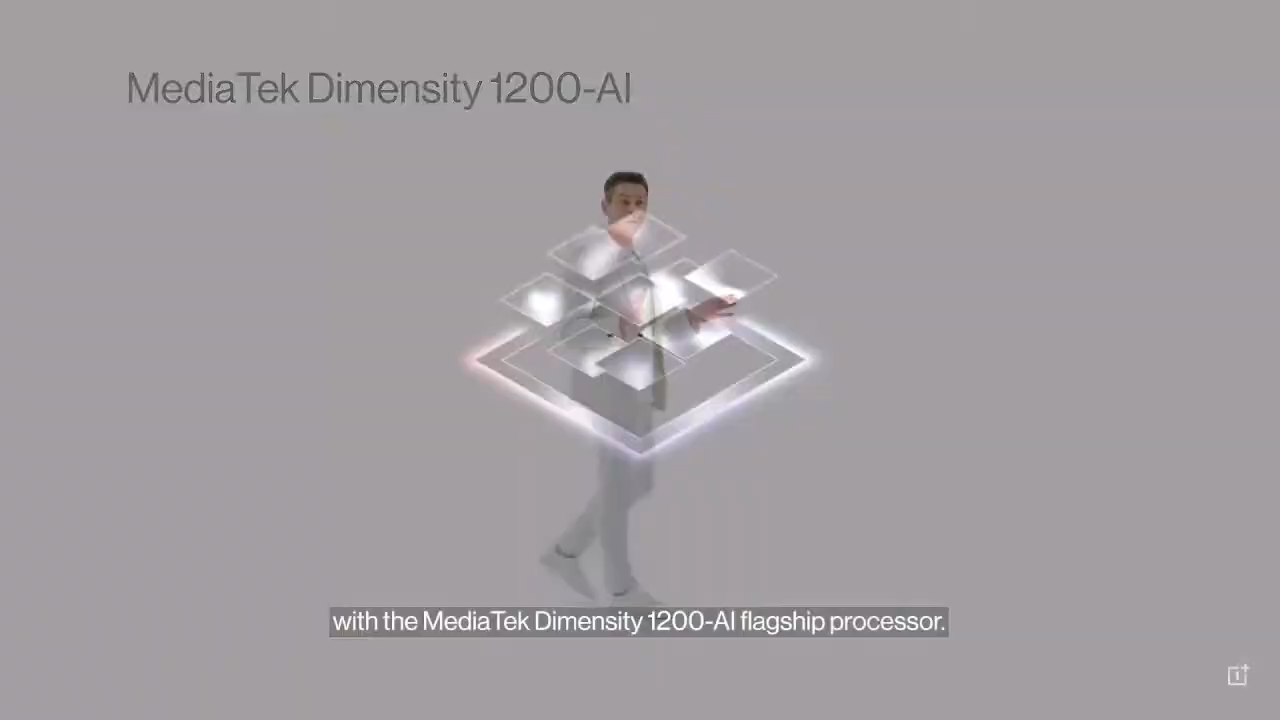 MediaTek Dimensity 1200-AI
with the MediaTek Dimensity 1200-AI flagship processor.